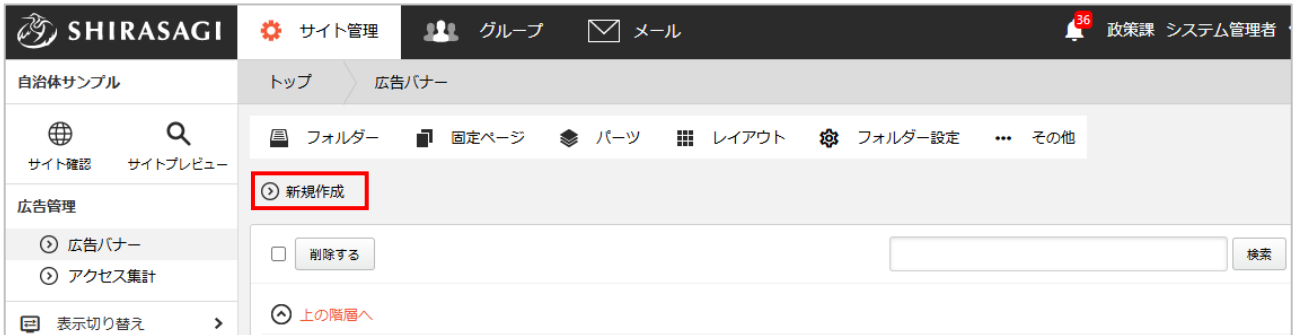 SHIRASAGI サイト管理 グループ メール 36 政策課 システム管理者
自治体サンプル トップ 広告バナー
サイト確認 サイトプレビュー フォルダー 固定ページ パーツ レイアウト フォルダー設定 ••• その他
新規作成
広告管理
広告バナー 削除する 検索
アクセス集計
上の階層へ
表示切り替え